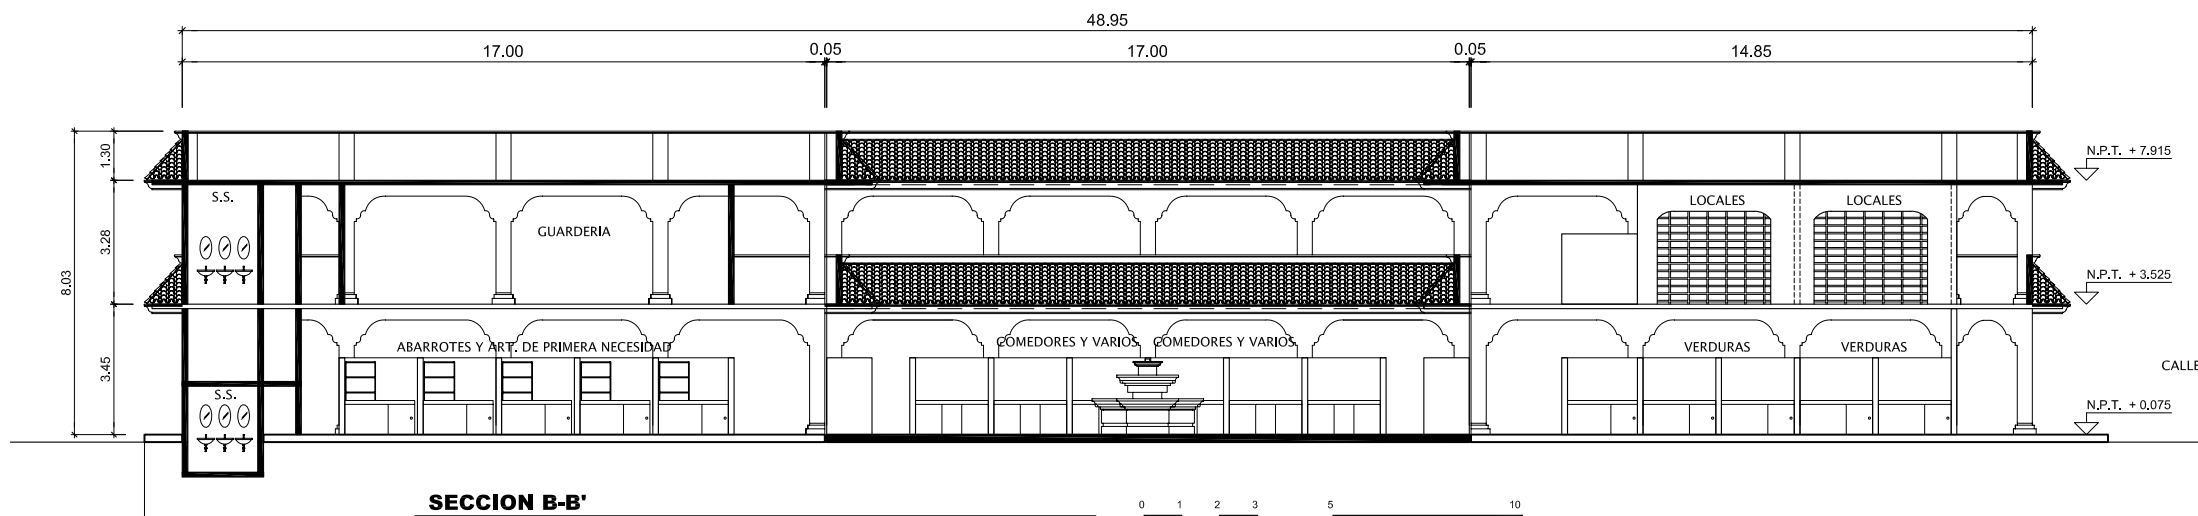 48.95
17.00 0.05 17.00 0.05 14.85
1.30
3.28
3.45
8.03
N.P.T. + 7.915
S.S.
GUARDERIA
LOCALES LOCALES
N.P.T. + 3.525
ABARROTES Y ART. DE PRIMERA NECESIDAD
COMEDORES Y VARIOS COMEDORES Y VARIOS
VERDURAS VERDURAS
CALLE
S.S.
N.P.T. + 0.075
SECCION B-B'
0 1 2 3 5 10